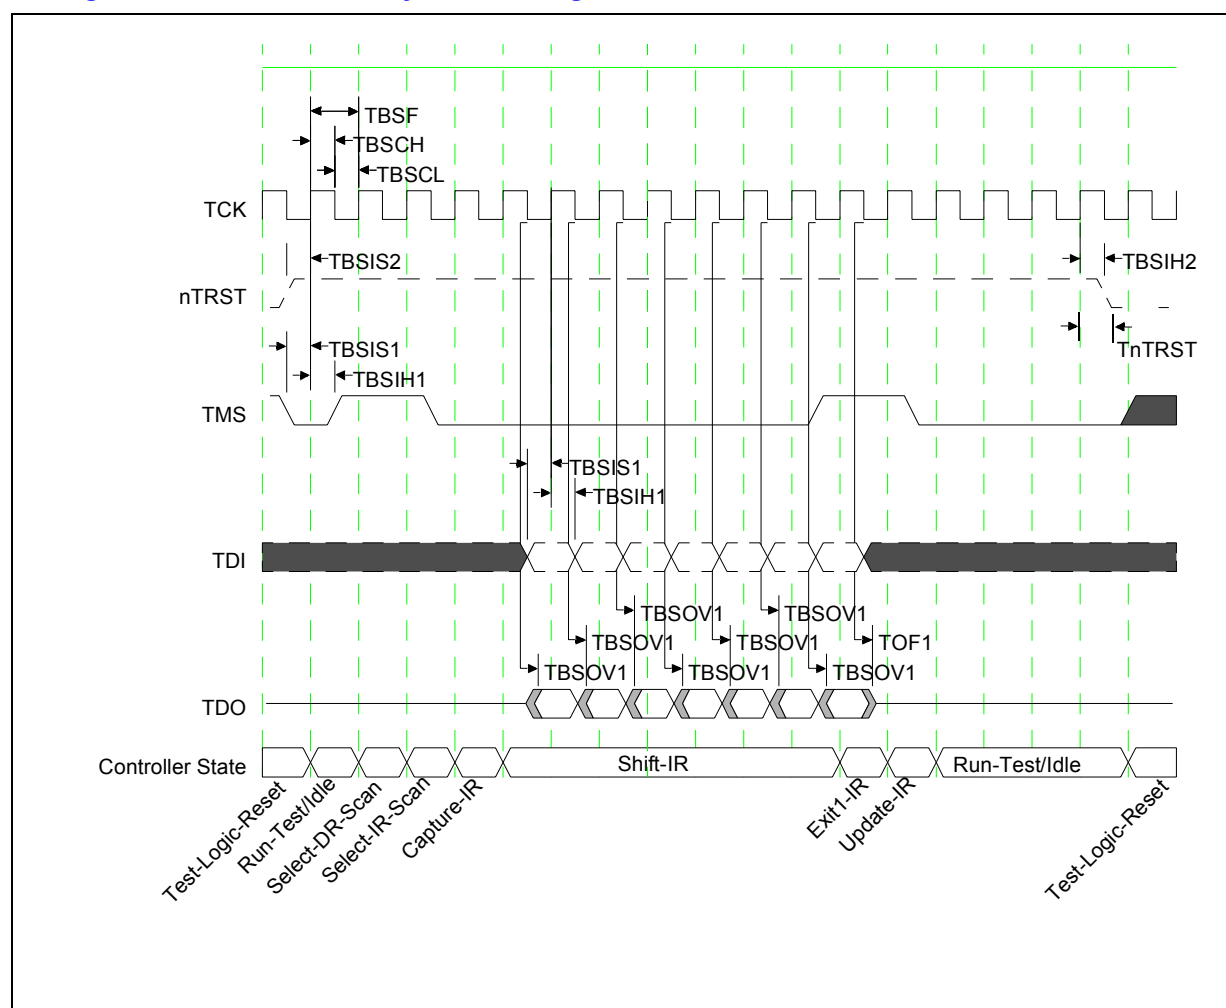 TBSF
TBSCH
TBSCL
TCK
TBSIS2
TBSIH2
nTRST
TBSIS1
TnTRST
TBSIH1
TMS
TBSIS1
TBSIH1
TDI
TBSOV1 TBSOV1
TBSOV1 TBSOV1 TOF1
TBSOV1 TBSOV1 TBSOV1
TDO
Controller State Shift-IR Run-Test/Idle
Test-Logic-Reset
Run-Test/Idle
Select-DR-Scan
Select-IR-Scan
Capture-IR
Exit1-IR
Update-IR
Test-Logic-Reset